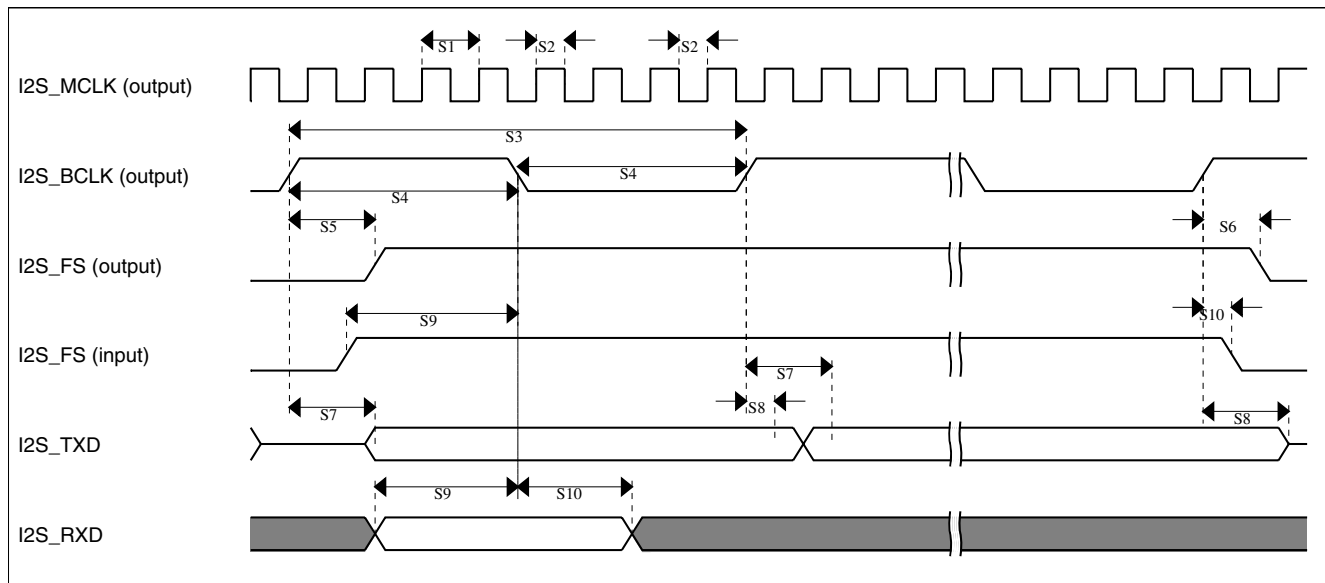 S1 S2 S2
I2S_MCLK (output)
S3
I2S_BCLK (output)
S4
S4
S5 S6
I2S_FS (output)
S9 S10
I2S_FS (input)
S7
S7 S8 S8
I2S_TXD
S9 S10
I2S_RXD